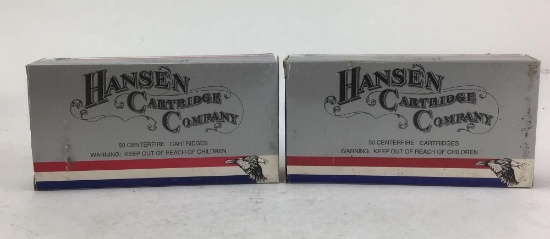 HANSEN
CARTRIDGE
COMPANY
50 CENTERFIRE CARTRIDGES
WARNING: KEEP OUT OF REACH OF CHILDREN
HANSEN
CARTRIDGE
COMPANY
50 CENTERFIRE CARTRIDGES
WARNING: KEEP OUT OF REACH OF CHILDREN